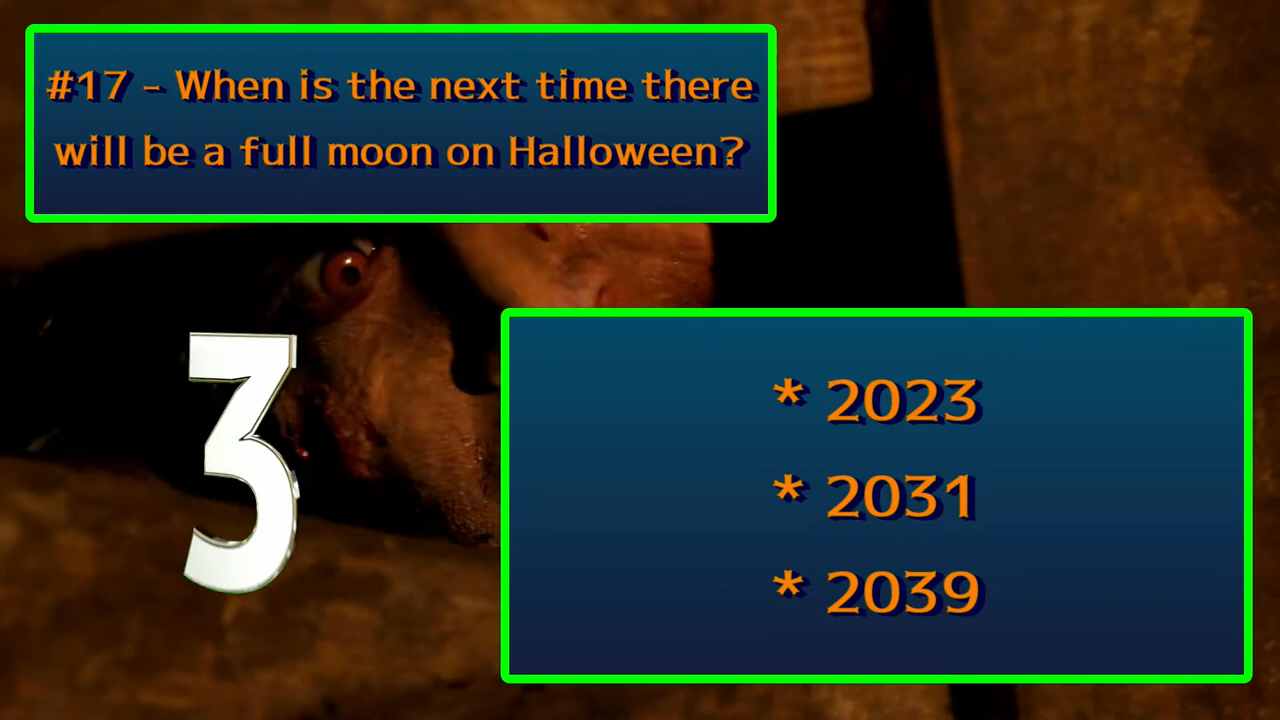 #17 - When is the next time there
will be a full moon on Halloween?
3
* 2023
* 2031
* 2039